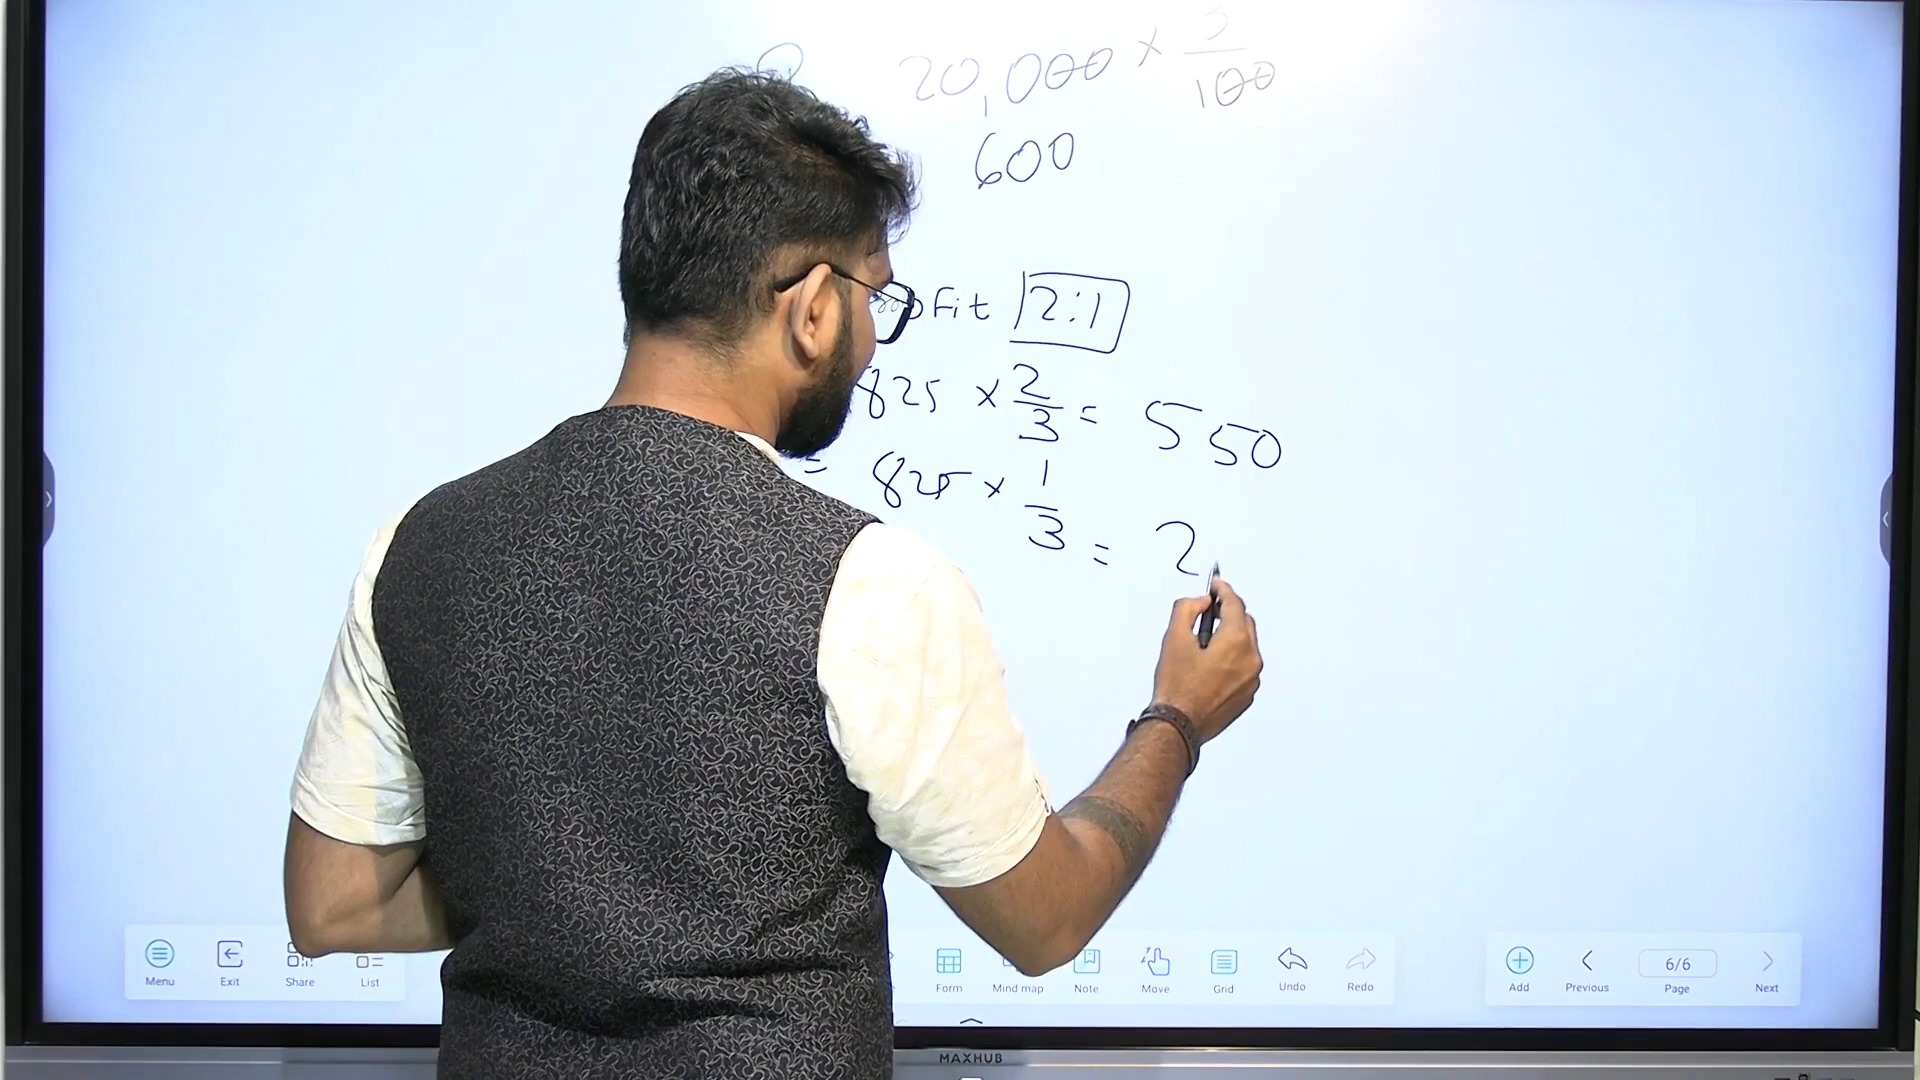 20,000 × 3/100
600
ofit 2:1
825 × 2/3 = 550
= 825 × 1/3 = 2
Menu Exit Share List Form Mind map Note Move Grid Undo Redo Add Previous 6/6 Page Next
MAXHUB